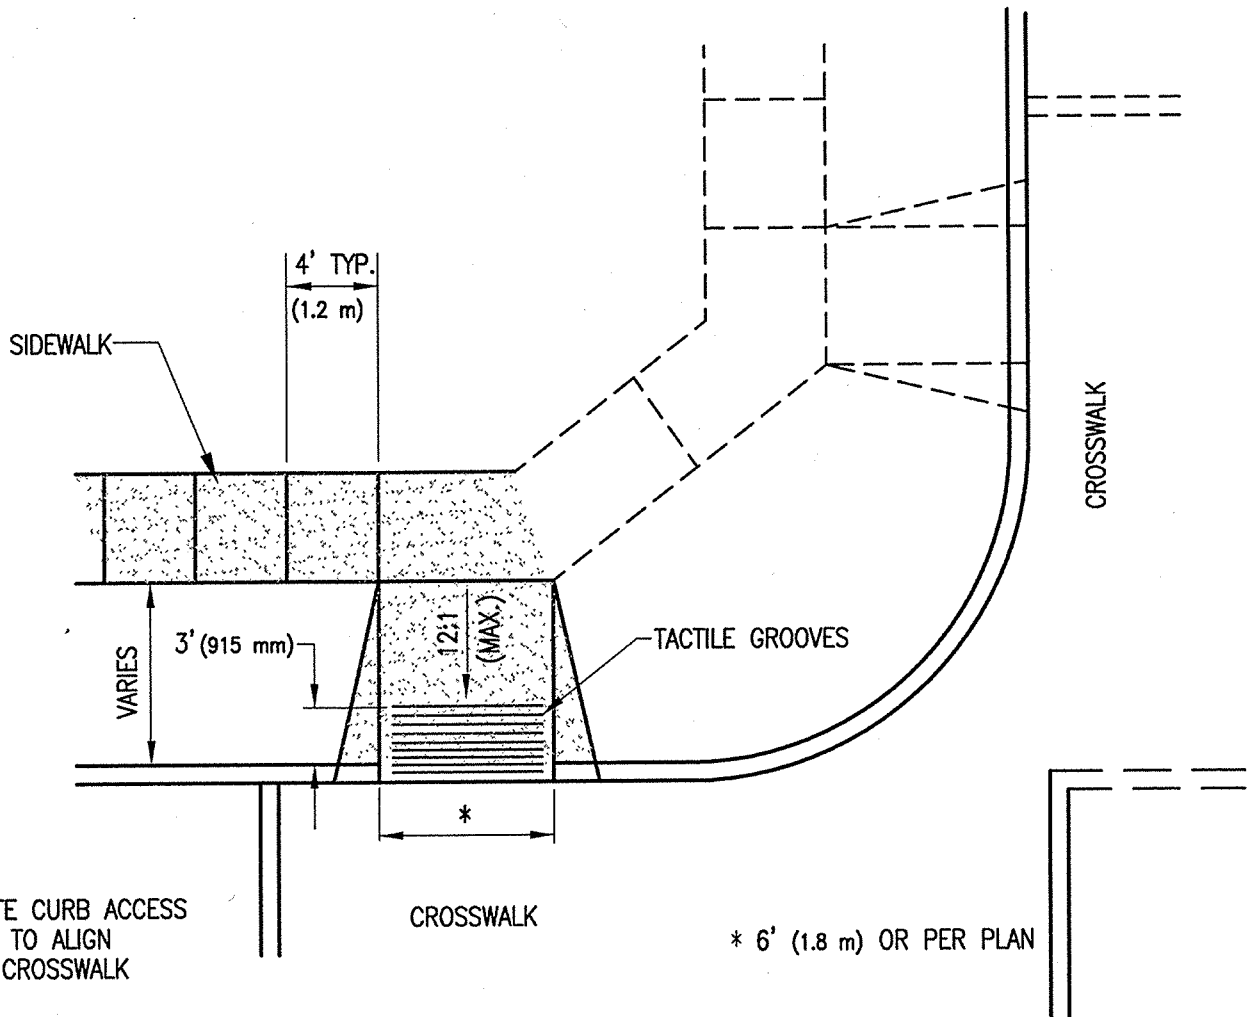 4' TYP.
(1.2 m)
SIDEWALK
CROSSWALK
3' (915 mm)
12:1
(MAX.)
TACTILE GROOVES
VARIES
*
CURB ACCESS
TO ALIGN
CROSSWALK
CROSSWALK
* 6' (1.8 m) OR PER PLAN